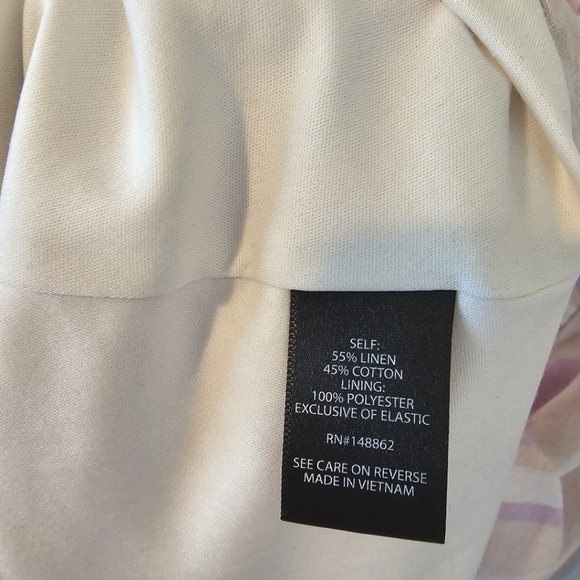 SELF:
55% LINEN
45% COTTON
LINING:
100% POLYESTER
EXCLUSIVE OF ELASTIC
RN#148862
SEE CARE ON REVERSE
MADE IN VIETNAM